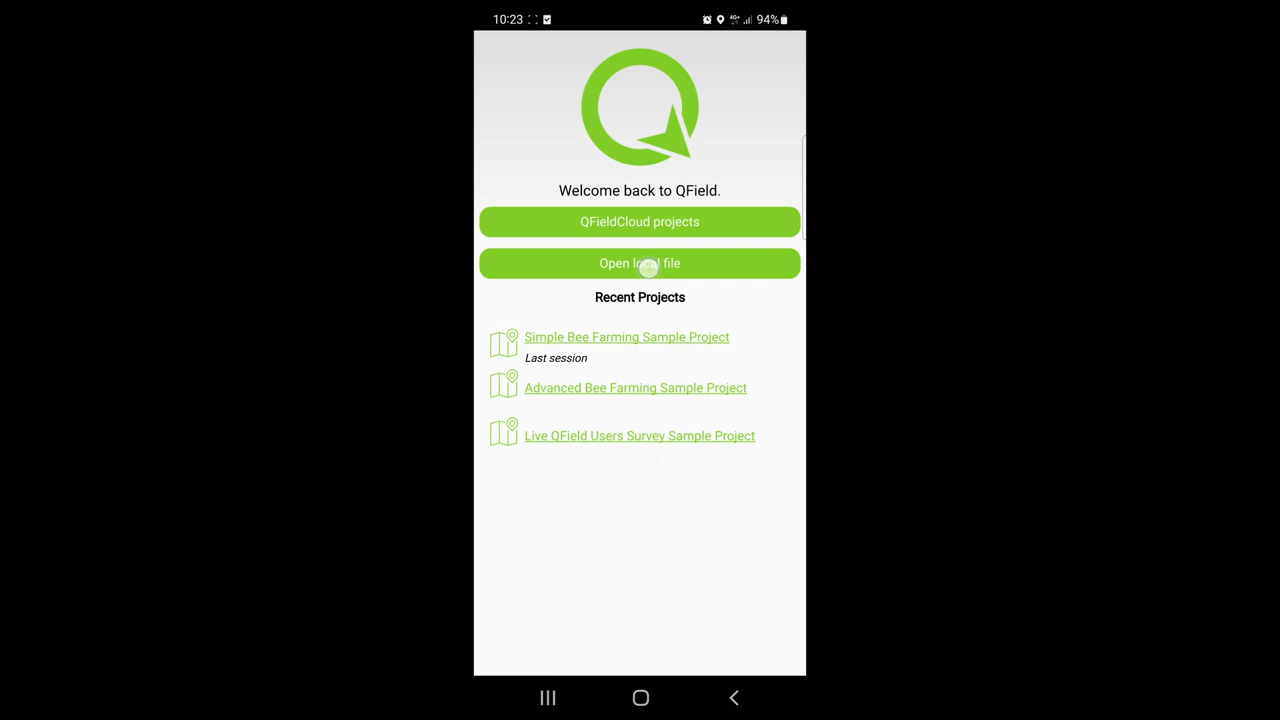 10:23 4G+ 94%
Welcome back to QField.
QFieldCloud projects
Open local file
Recent Projects
Simple Bee Farming Sample Project
Last session
Advanced Bee Farming Sample Project
Live QField Users Survey Sample Project